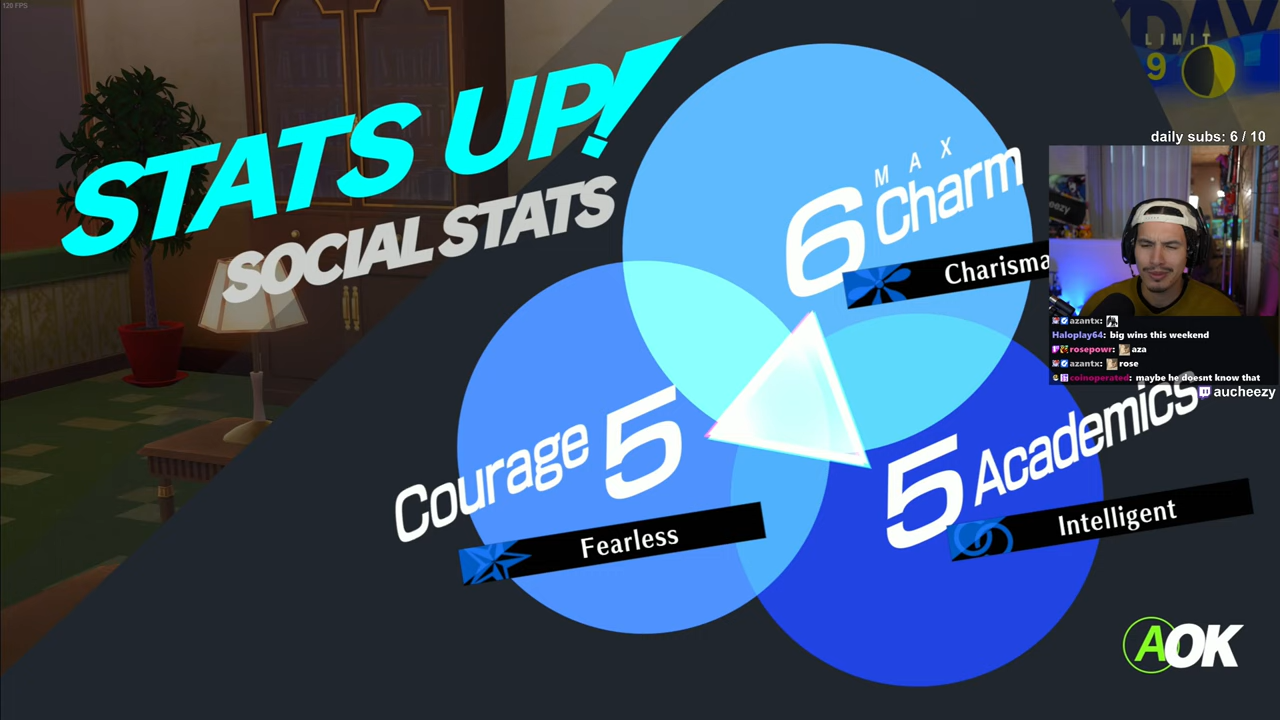 120 FPS
STATS UP!
SOCIAL STATS
DAY
LIMIT
9
daily subs: 6 / 10
MAX
6 Charm
Charisma
azantx:
Haloplay64: big wins this weekend
rosepowr: aza
azantx: rose
coinoperated: maybe he doesnt know that
aucheezy
Courage 5
Fearless
5 Academics
Intelligent
A OK